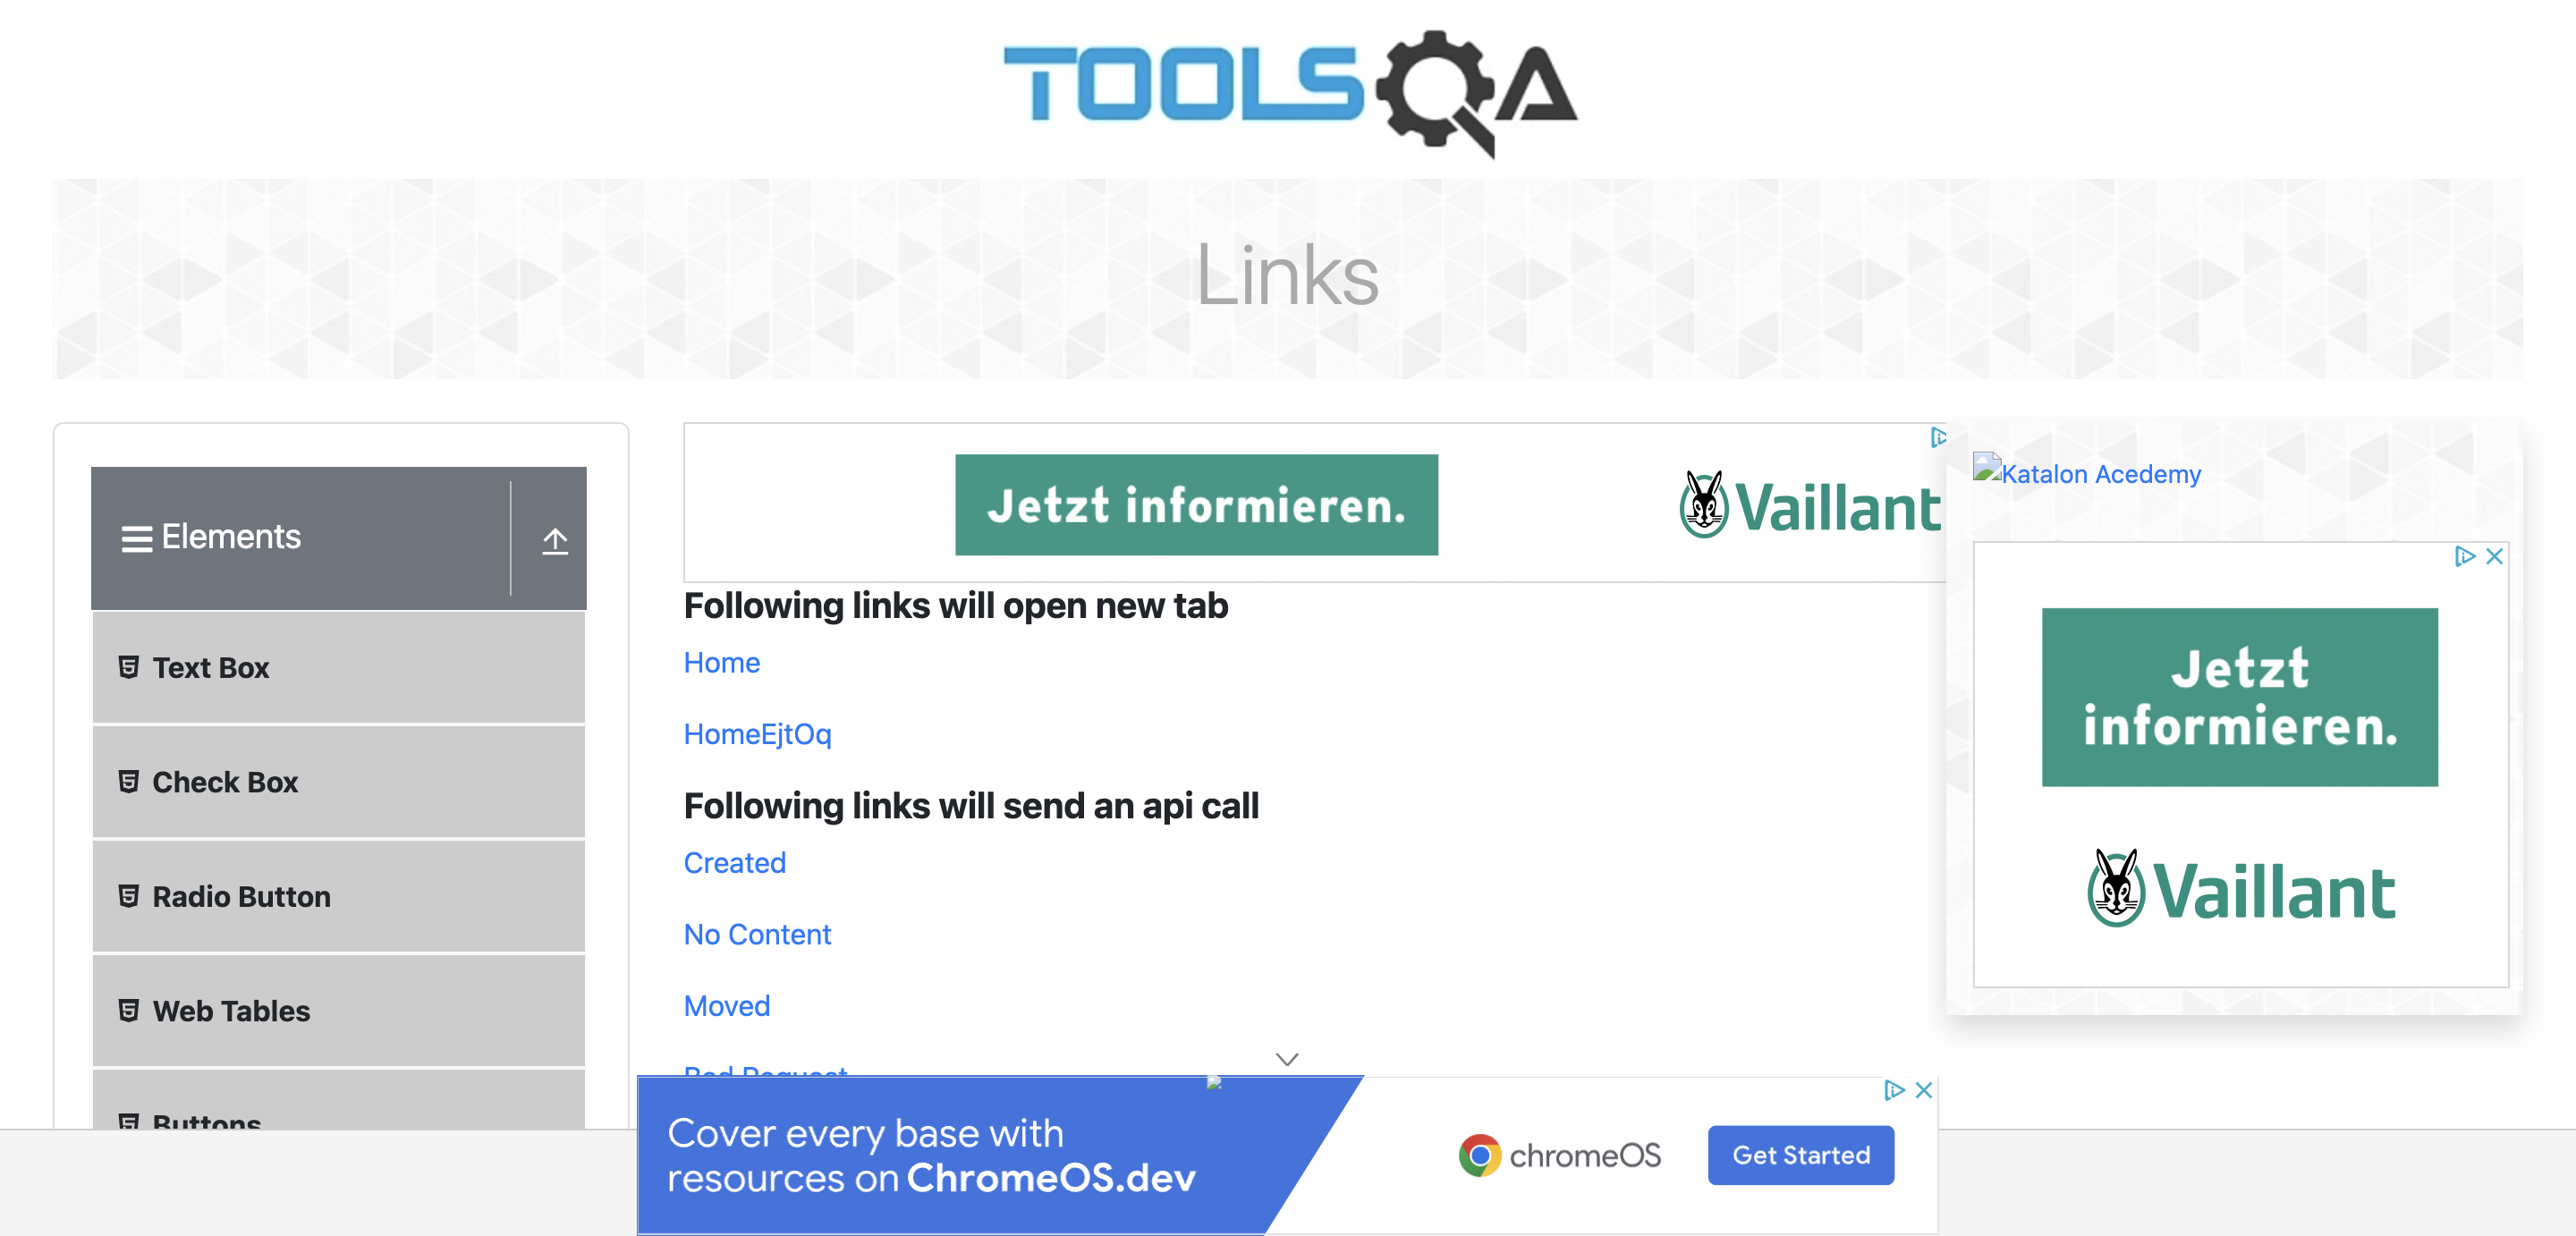 TOOLSQA
Links
Elements
Text Box
Check Box
Radio Button
Web Tables
Buttons
Jetzt informieren.
Vaillant
Following links will open new tab
Home
HomeEjtOq
Following links will send an api call
Created
No Content
Moved
Bad Request
Katalon Acedemy
Jetzt
informieren.
Vaillant
Cover every base with
resources on ChromeOS.dev
chromeOS
Get Started